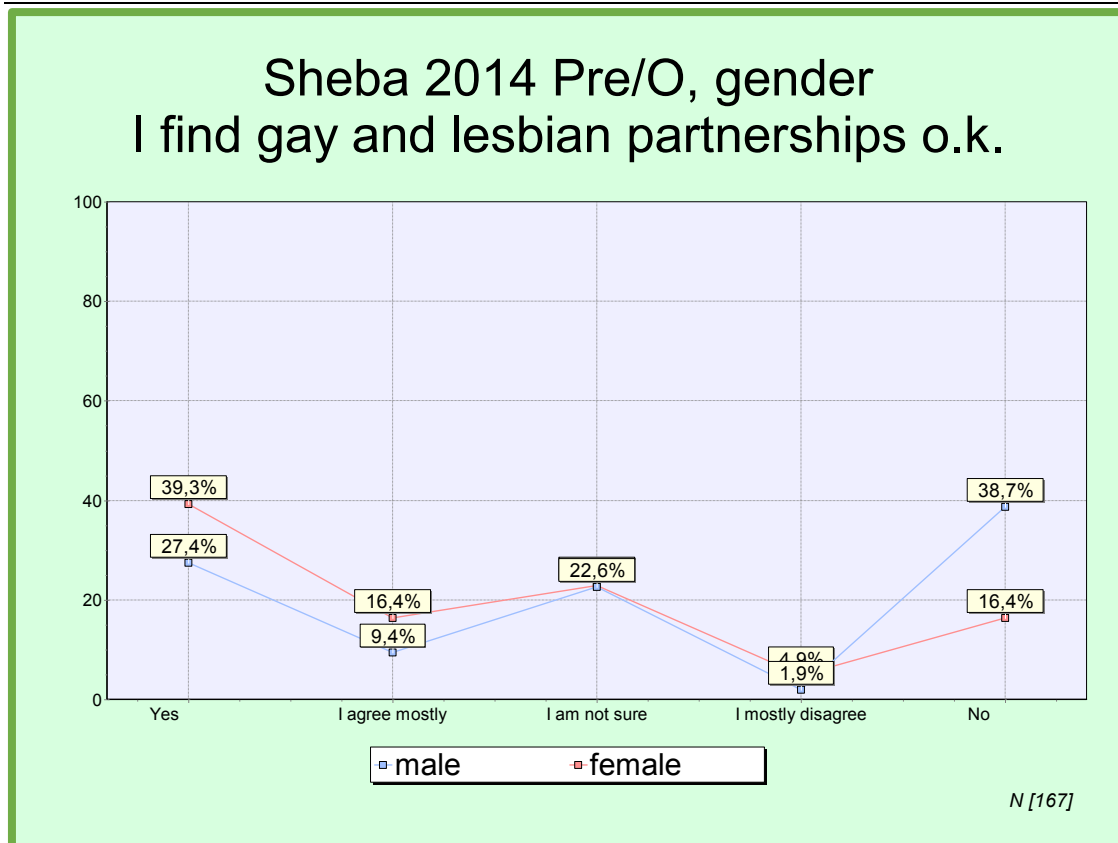 Sheba 2014 Pre/O, gender
I find gay and lesbian partnerships o.k.
100
80
60
40
20
0
39,3%
27,4%
16,4%
9,4%
22,6%
4,9%
1,9%
38,7%
16,4%
Yes
I agree mostly
I am not sure
I mostly disagree
No
male
female
N [167]